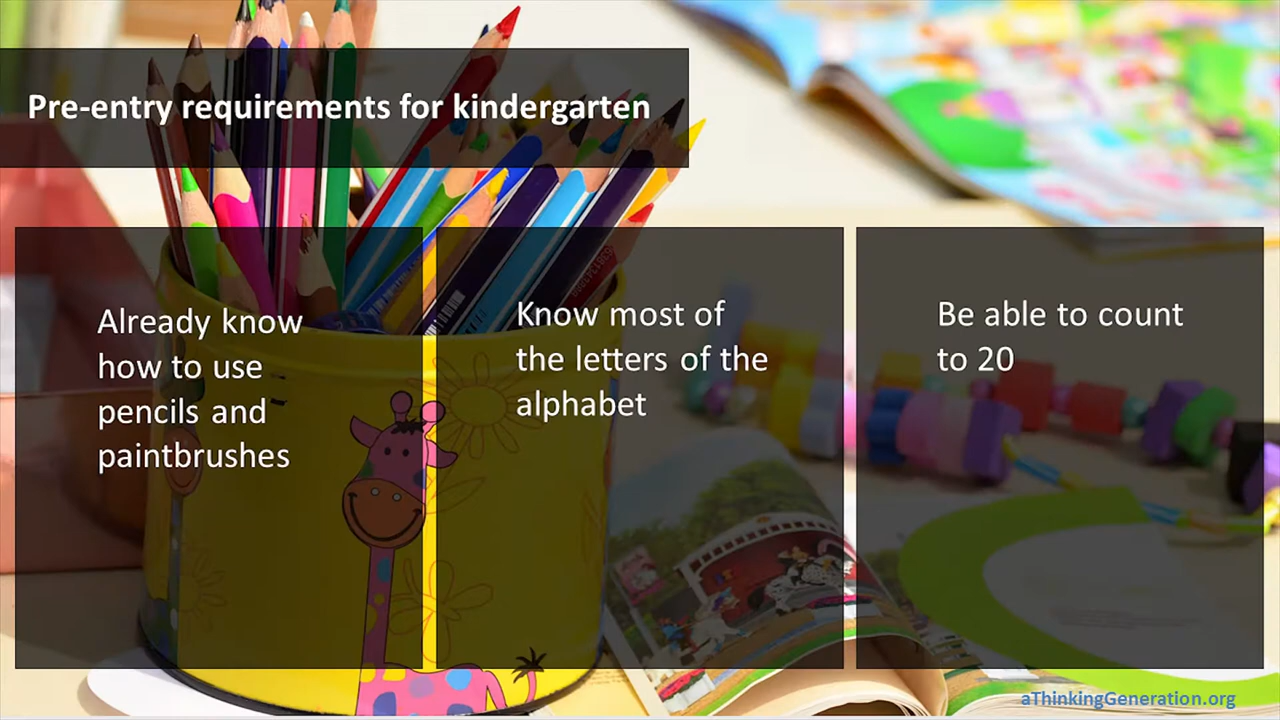 Pre-entry requirements for kindergarten
Already know
how to use
pencils and
paintbrushes
Know most of
the letters of the
alphabet
Be able to count
to 20
aThinkingGeneration.org